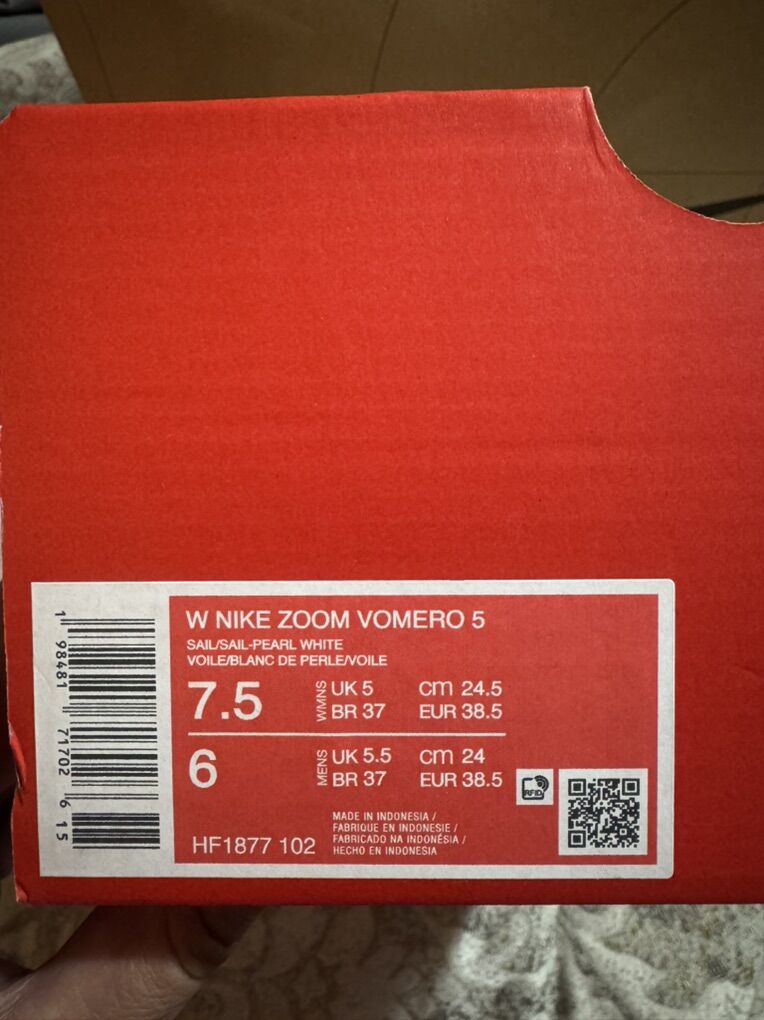 W NIKE ZOOM VOMERO 5
SAIL/SAIL-PEARL WHITE
VOILE/BLANC DE PERLE/VOILE
7.5 WMNS UK 5 cm 24.5
BR 37 EUR 38.5
6 MENS UK 5.5 cm 24
BR 37 EUR 38.5
RFID
HF1877 102
MADE IN INDONESIA /
FABRIQUE EN INDONESIE /
FABRICADO NA INDONÉSIA /
HECHO EN INDONESIA
1 98481 71702 6 15